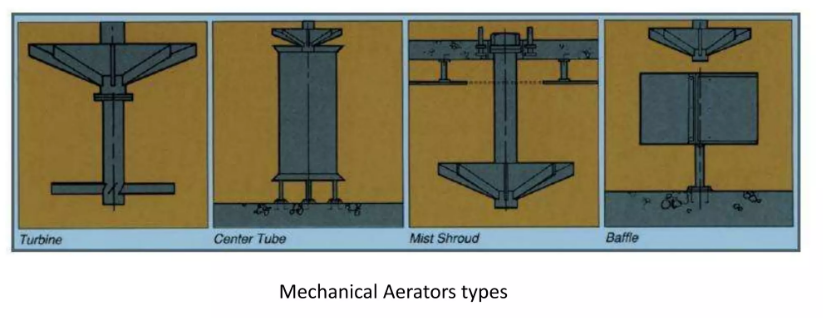 Turbine
Center Tube
Mist Shroud
Baffle
Mechanical Aerators types